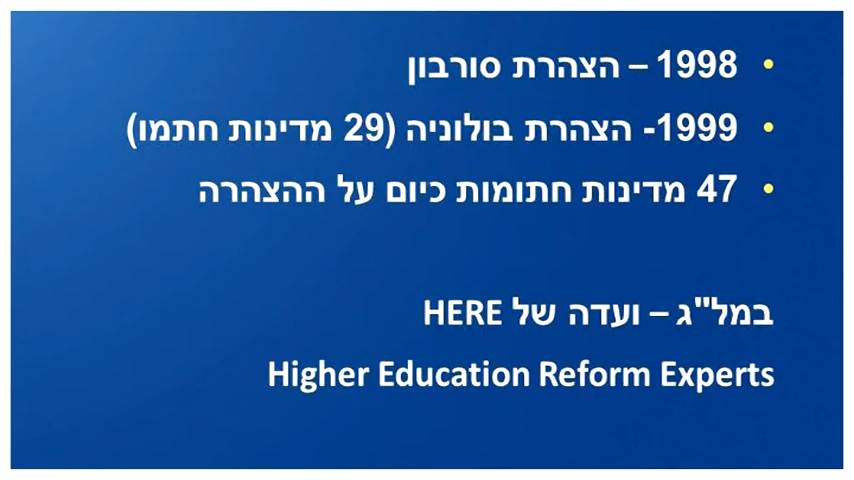 • 1998 – הצהרת סורבון
• 1999- הצהרת בולוניה (29 מדינות חתמו)
• 47 מדינות חתומות כיום על ההצהרה
במל"ג – ועדה של HERE
Higher Education Reform Experts